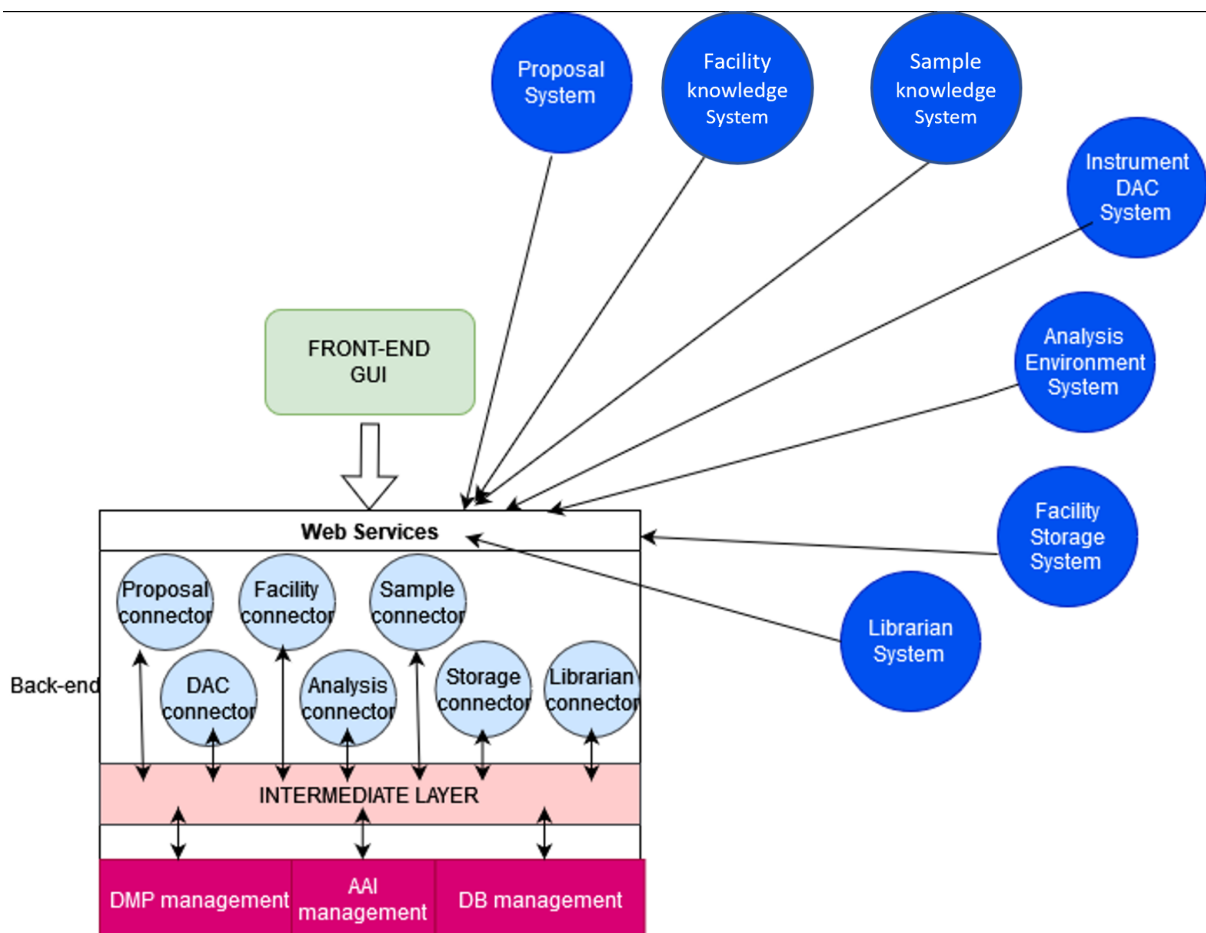 Proposal
System
Facility
knowledge
System
Sample
knowledge
System
Instrument
DAC
System
Analysis
Environment
System
Facility
Storage
System
Librarian
System
FRONT-END
GUI
Web Services
Proposal
connector
Facility
connector
Sample
connector
Back-end
DAC
connector
Analysis
connector
Storage
connector
Librarian
connector
INTERMEDIATE LAYER
DMP management
AAI
management
DB management